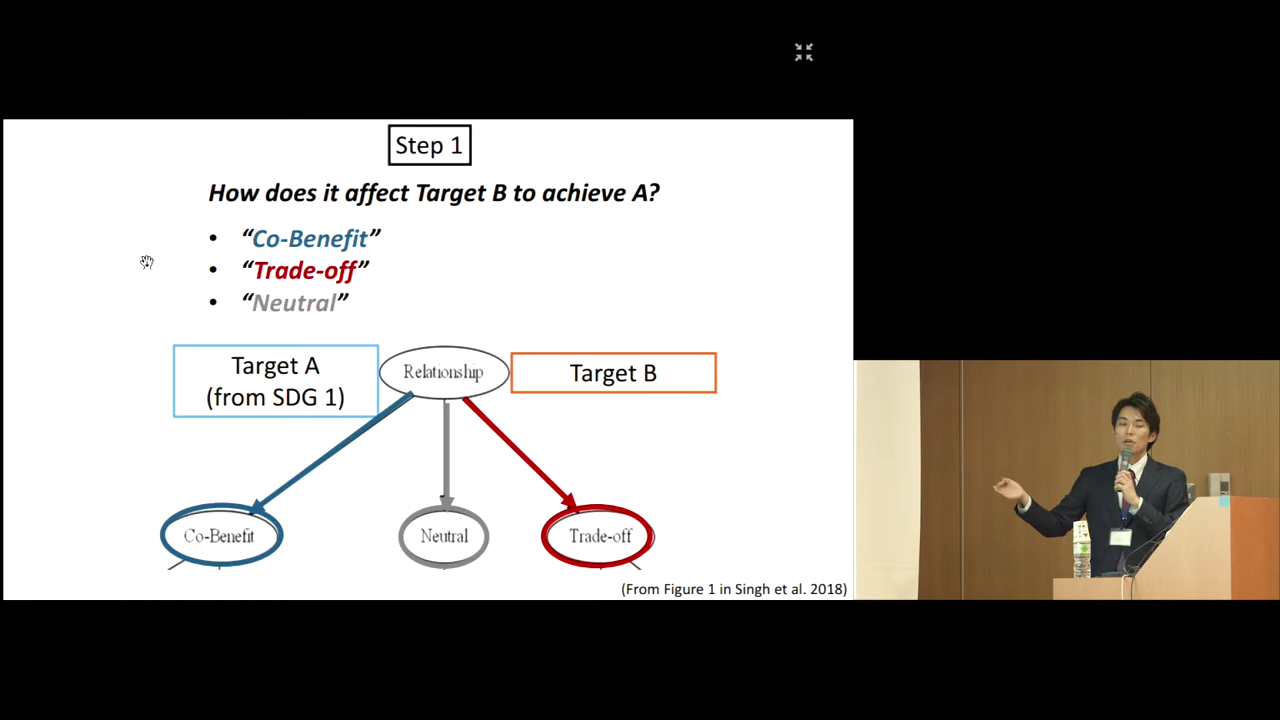 Step 1
How does it affect Target B to achieve A?
• “Co-Benefit”
• “Trade-off”
• “Neutral”
Target A
(from SDG 1)
Relationship
Target B
Co-Benefit
Neutral
Trade-off
(From Figure 1 in Singh et al. 2018)